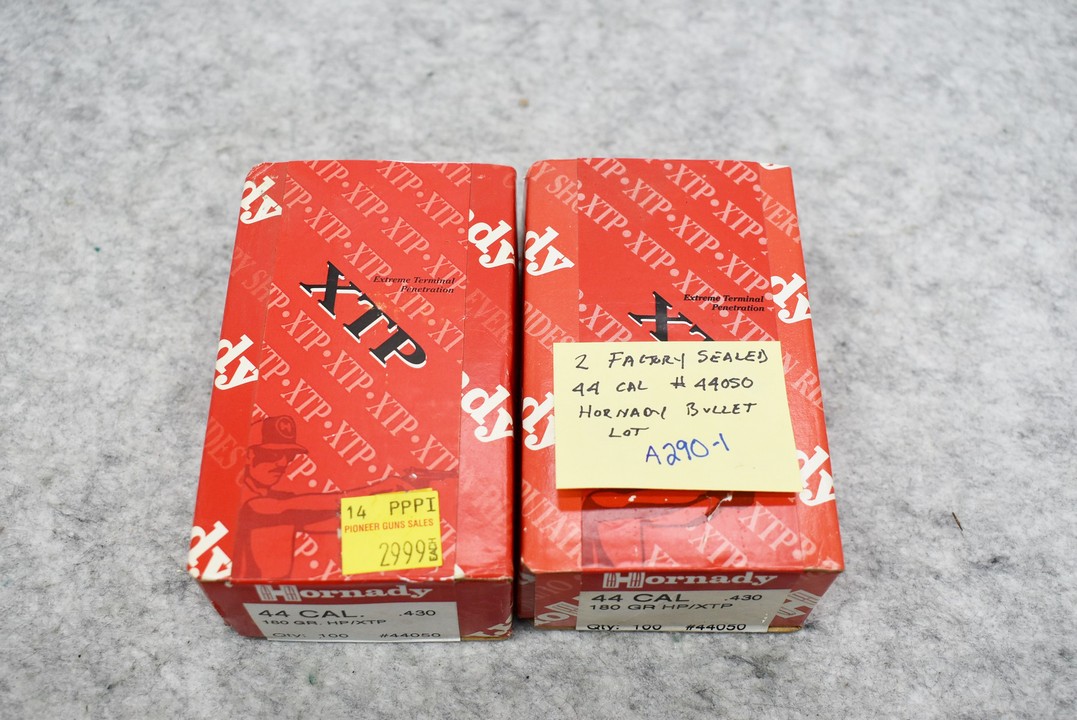 XTP
Extreme Terminal
Penetration
14 PPPI
PIONEER GUNS SALES
Hornady
44 CAL. .430
180 GR. HP/XTP
Qty: 100 #44050
Extreme Terminal
Penetration
2 FACTORY SEALED
44 CAL # 44050
HORNADY BULLET
LOT
A290-1
Hornady
44 CAL .430
180 GR HP/XTP
Qty: 100 #44050